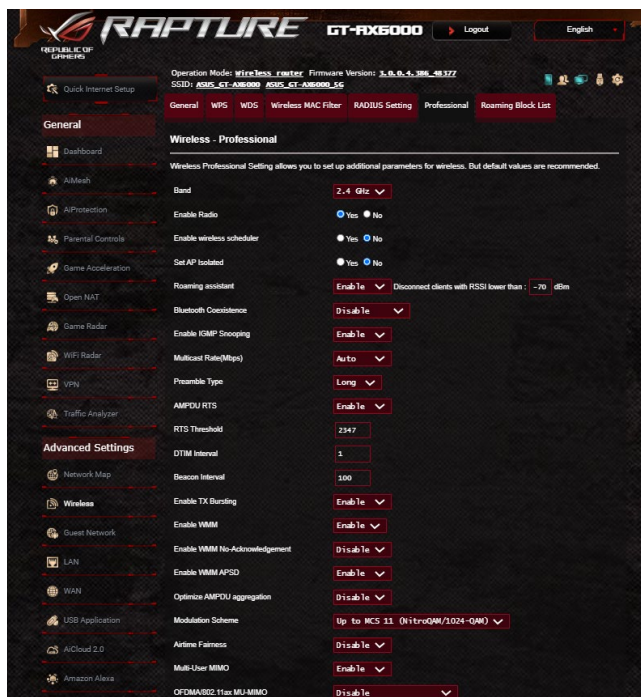 REPUBLIC OF
GAMERS
RAPTURE
GT-AX6000
Logout
English
Quick Internet Setup
Operation Mode: Wireless router Firmware Version: 3.0.0.4.386_48377
SSID: ASUS_GT-AX6000 ASUS_GT-AX6000_5G
General WPS WDS Wireless MAC Filter RADIUS Setting Professional Roaming Block List
General
Dashboard
AiMesh
AiProtection
Parental Controls
Game Acceleration
Open NAT
Game Radar
WiFi Radar
VPN
Traffic Analyzer
Advanced Settings
Network Map
Wireless
Guest Network
LAN
WAN
USB Application
AiCloud 2.0
Amazon Alexa
Wireless - Professional
Wireless Professional Setting allows you to set up additional parameters for wireless. But default values are recommended.
Band 2.4 GHz
Enable Radio Yes No
Enable wireless scheduler Yes No
Set AP Isolated Yes No
Roaming assistant Enable Disconnect clients with RSSI lower than : -70 dBm
Bluetooth Coexistence Disable
Enable IGMP Snooping Enable
Multicast Rate(Mbps) Auto
Preamble Type Long
AMPDU RTS Enable
RTS Threshold 2347
DTIM Interval 1
Beacon Interval 100
Enable TX Bursting Enable
Enable WMM Enable
Enable WMM No-Acknowledgement Disable
Enable WMM APSD Enable
Optimize AMPDU aggregation Disable
Modulation Scheme Up to MCS 11 (NitroQAM/1024-QAM)
Airtime Fairness Disable
Multi-User MIMO Enable
OFDMA/802.11ax MU-MIMO Disable